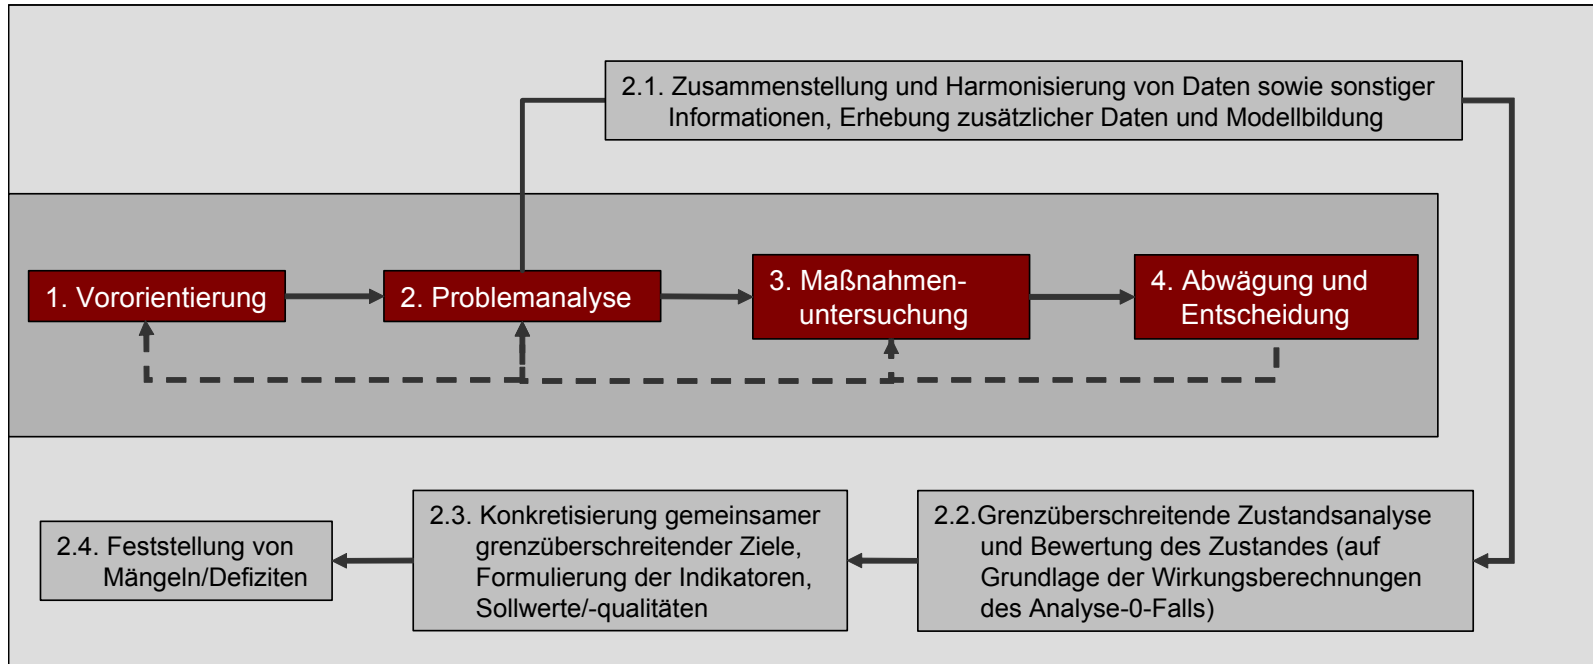 2.1. Zusammenstellung und Harmonisierung von Daten sowie sonstiger
Informationen, Erhebung zusätzlicher Daten und Modellbildung
1. Vororientierung
2. Problemanalyse
3. Maßnahmen-
untersuchung
4. Abwägung und
Entscheidung
2.4. Feststellung von
Mängeln/Defiziten
2.3. Konkretisierung gemeinsamer
grenzüberschreitender Ziele,
Formulierung der Indikatoren,
Sollwerte/-qualitäten
2.2.Grenzüberschreitende Zustandsanalyse
und Bewertung des Zustandes (auf
Grundlage der Wirkungsberechnungen
des Analyse-0-Falls)